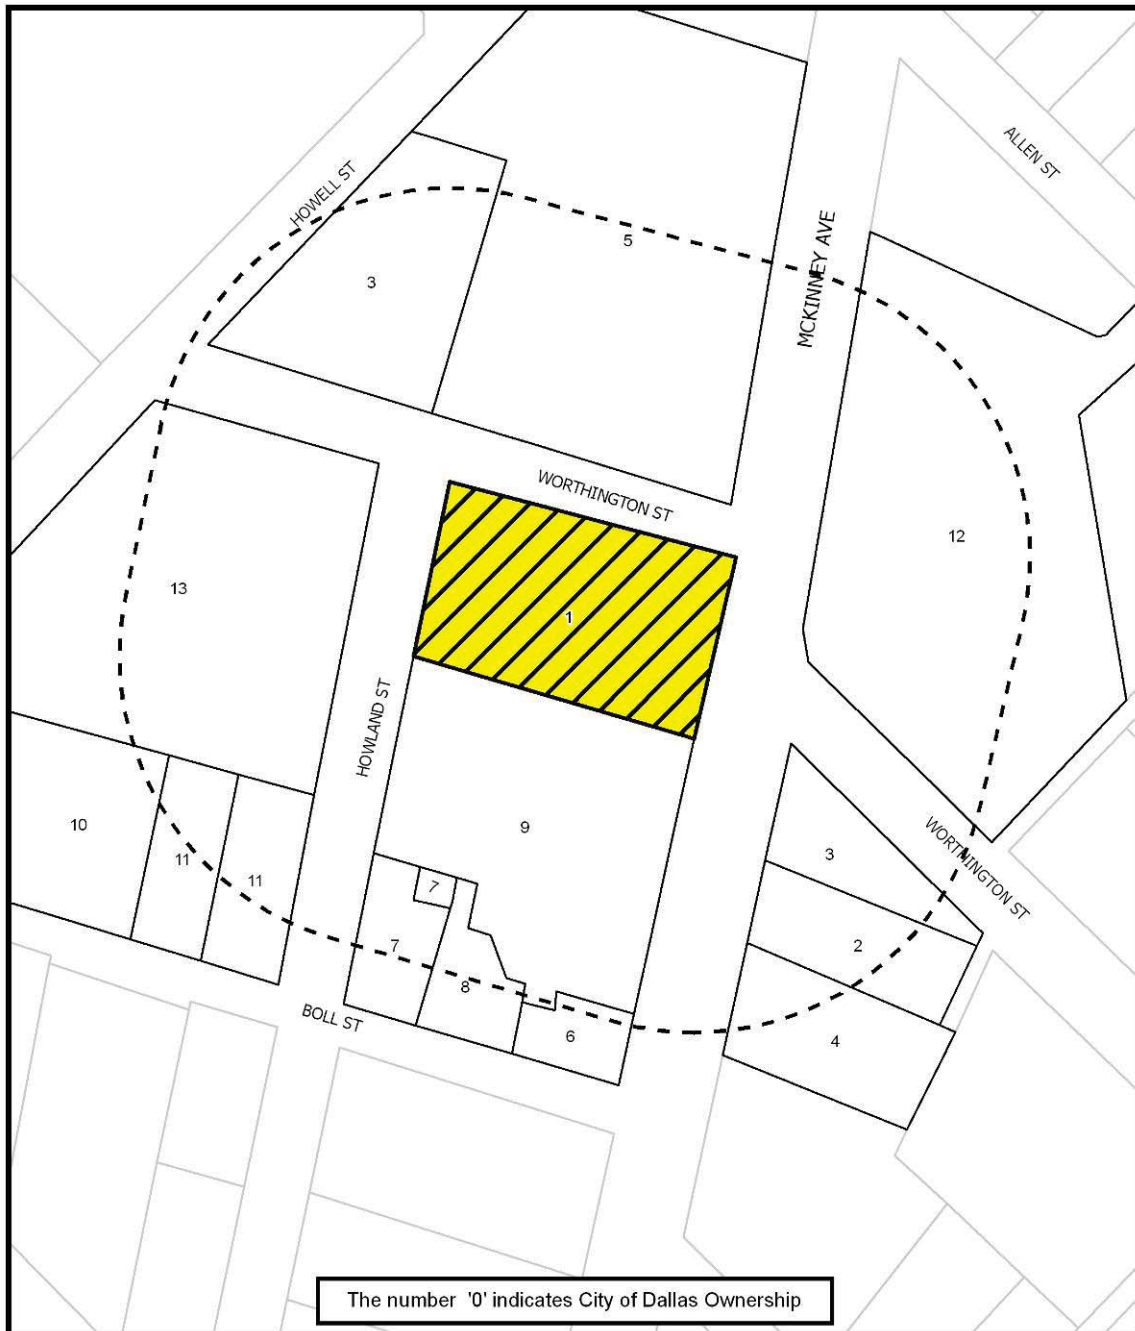 ALLEN ST
HOWELL ST
MCKINNEY AVE
5
3
WORTHINGTON ST
12
13
1
HOWLAND ST
10
11
11
9
3
WORTHINGTON ST
7
7
8
2
6
4
BOLL ST
The number '0' indicates City of Dallas Ownership